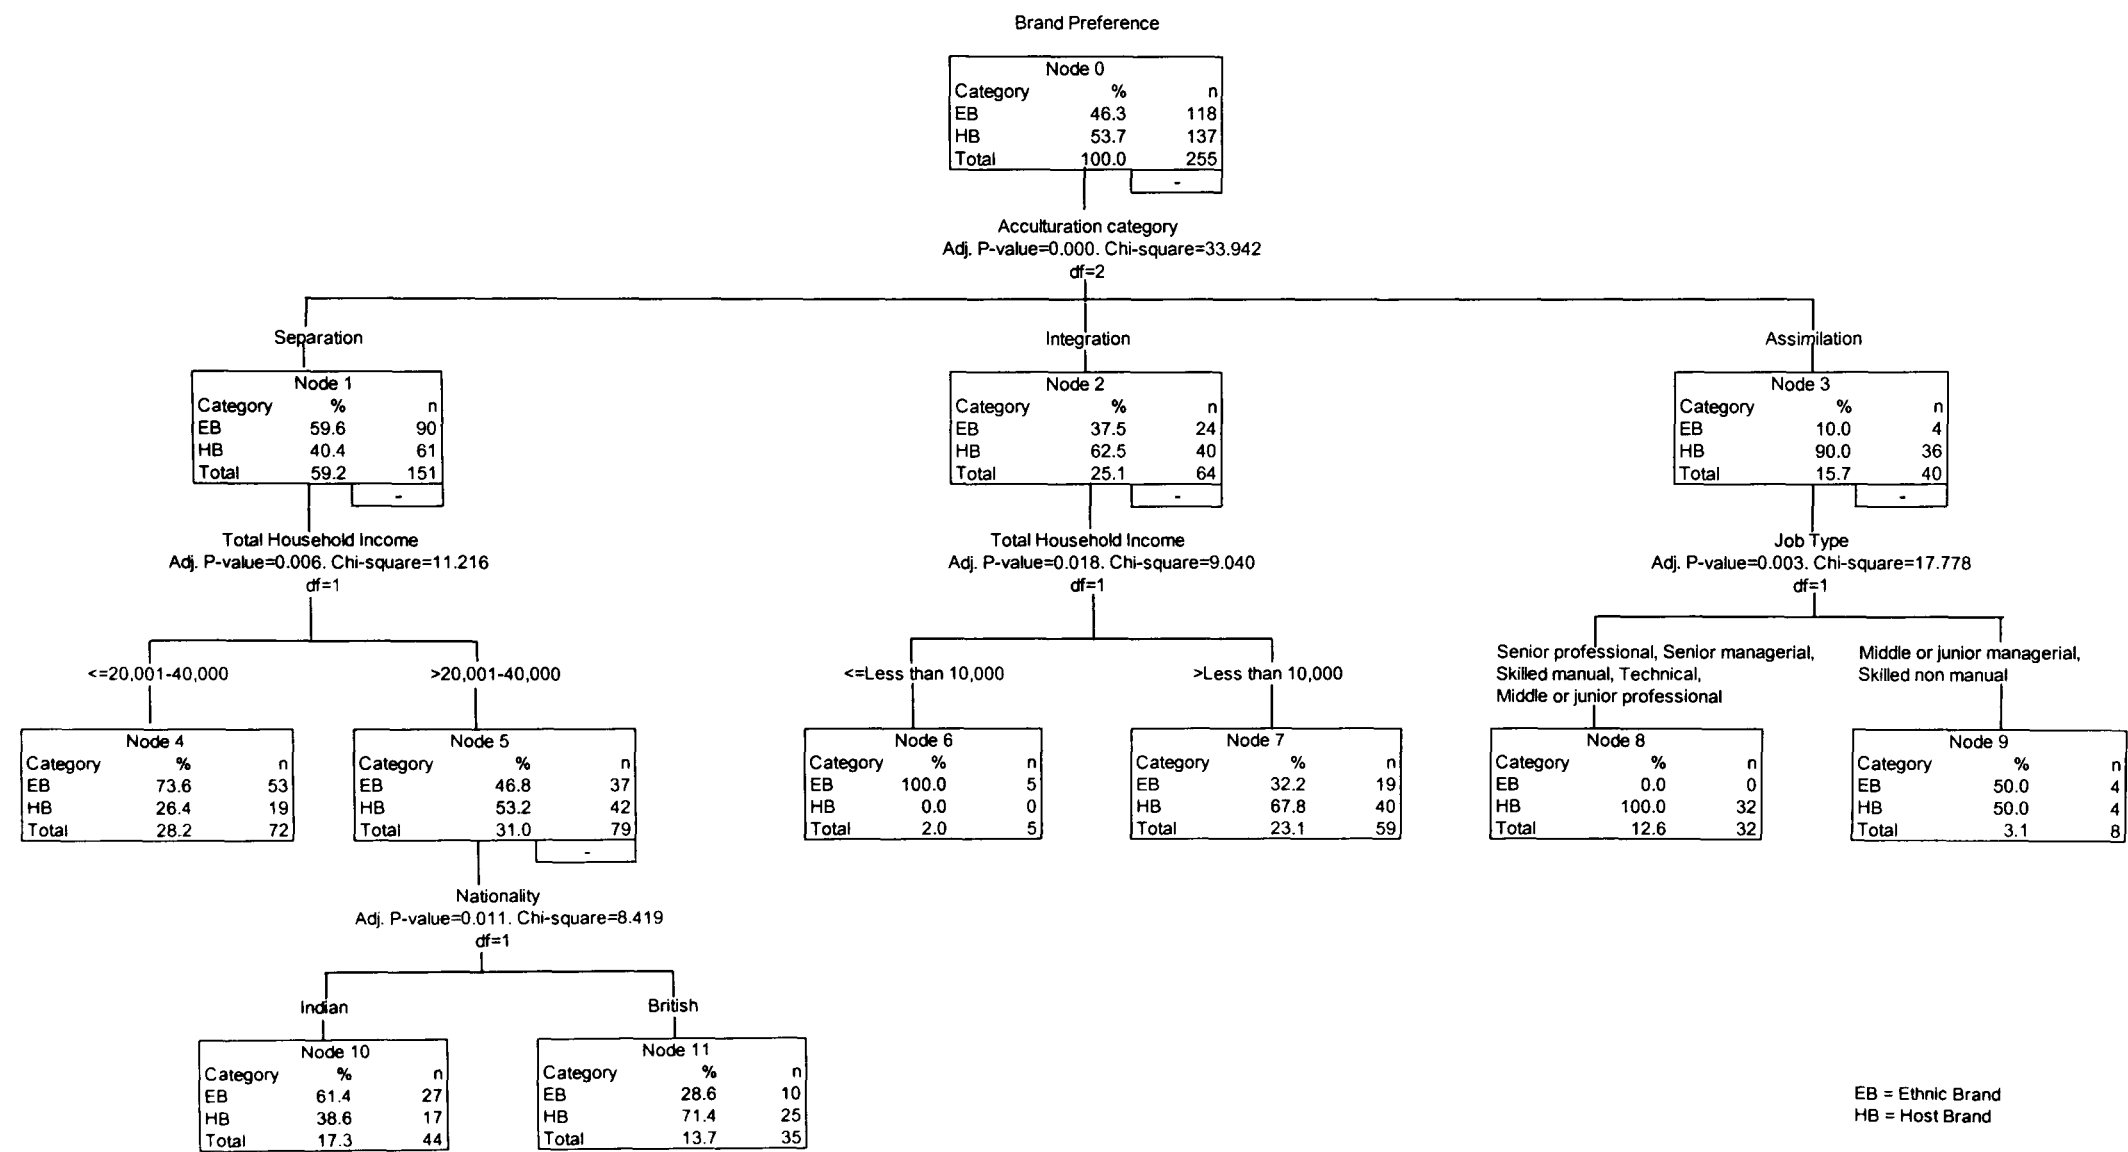 Brand Preference
Node 0
Category % n
EB 46.3 118
HB 53.7 137
Total 100.0 255
-
Acculturation category
Adj. P-value=0.000. Chi-square=33.942
df=2
Separation
Node 1
Category % n
EB 59.6 90
HB 40.4 61
Total 59.2 151
-
Integration
Node 2
Category % n
EB 37.5 24
HB 62.5 40
Total 25.1 64
-
Assimilation
Node 3
Category % n
EB 10.0 4
HB 90.0 36
Total 15.7 40
-
Total Household Income
Adj. P-value=0.006. Chi-square=11.216
df=1
Total Household Income
Adj. P-value=0.018. Chi-square=9.040
df=1
Job Type
Adj. P-value=0.003. Chi-square=17.778
df=1
<=20,001-40,000
Node 4
Category % n
EB 73.6 53
HB 26.4 19
Total 28.2 72
>20,001-40,000
Node 5
Category % n
EB 46.8 37
HB 53.2 42
Total 31.0 79
-
<=Less than 10,000
Node 6
Category % n
EB 100.0 5
HB 0.0 0
Total 2.0 5
>Less than 10,000
Node 7
Category % n
EB 32.2 19
HB 67.8 40
Total 23.1 59
Senior professional, Senior managerial,
Skilled manual, Technical,
Middle or junior professional
Node 8
Category % n
EB 0.0 0
HB 100.0 32
Total 12.6 32
Middle or junior managerial,
Skilled non manual
Node 9
Category % n
EB 50.0 4
HB 50.0 4
Total 3.1 8
Nationality
Adj. P-value=0.011. Chi-square=8.419
df=1
Indian
Node 10
Category % n
EB 61.4 27
HB 38.6 17
Total 17.3 44
British
Node 11
Category % n
EB 28.6 10
HB 71.4 25
Total 13.7 35
EB = Ethnic Brand
HB = Host Brand